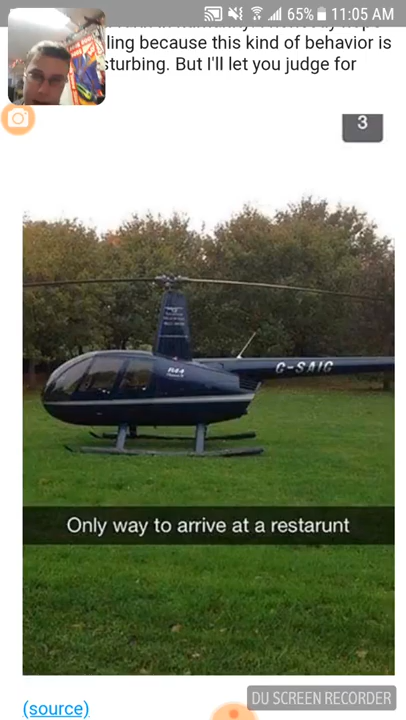 65% 11:05 AM
ling because this kind of behavior is
sturbing. But I'll let you judge for
3
R44
G-SAIG
Only way to arrive at a restarunt
DU SCREEN RECORDER
(source)